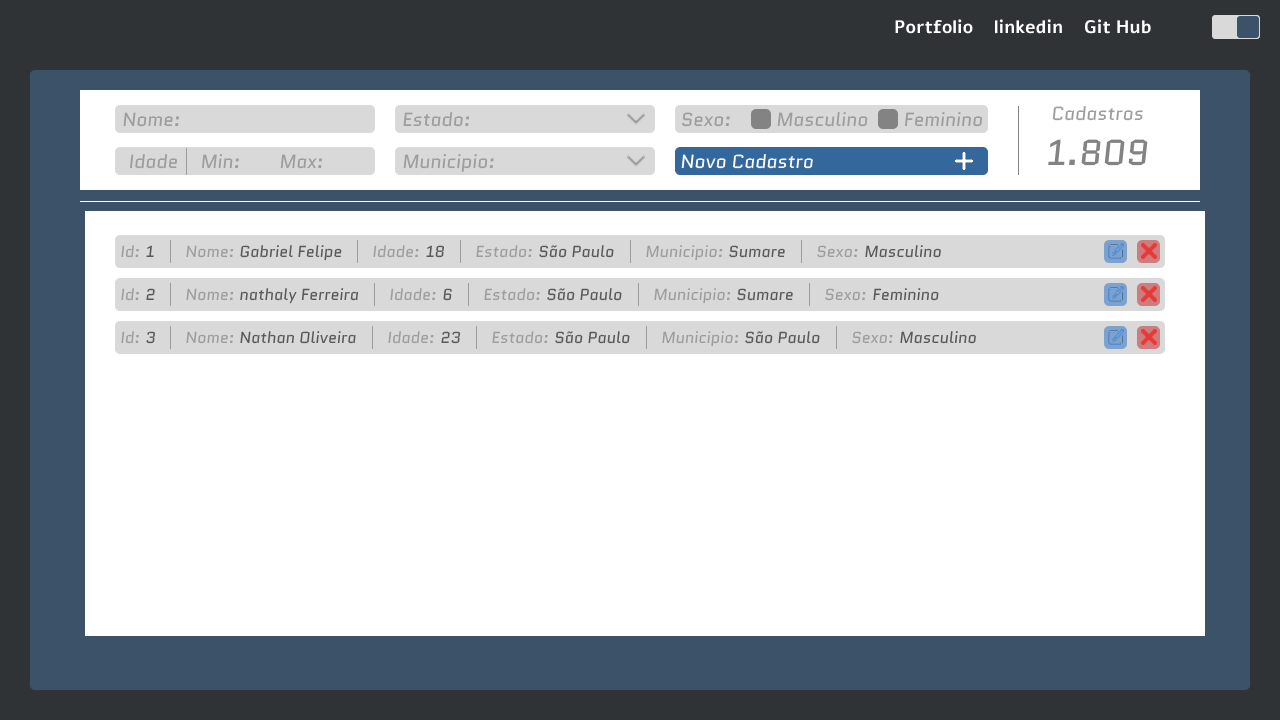 Portfolio linkedin Git Hub
Nome: Estado: Sexo: Masculino Feminino Cadastros
Idade Min: Max: Municipio: Novo Cadastro 1.809
Id: 1 Nome: Gabriel Felipe Idade: 18 Estado: São Paulo Municipio: Sumare Sexo: Masculino
Id: 2 Nome: nathaly Ferreira Idade: 6 Estado: São Paulo Municipio: Sumare Sexo: Feminino
Id: 3 Nome: Nathan Oliveira Idade: 23 Estado: São Paulo Municipio: São Paulo Sexo: Masculino